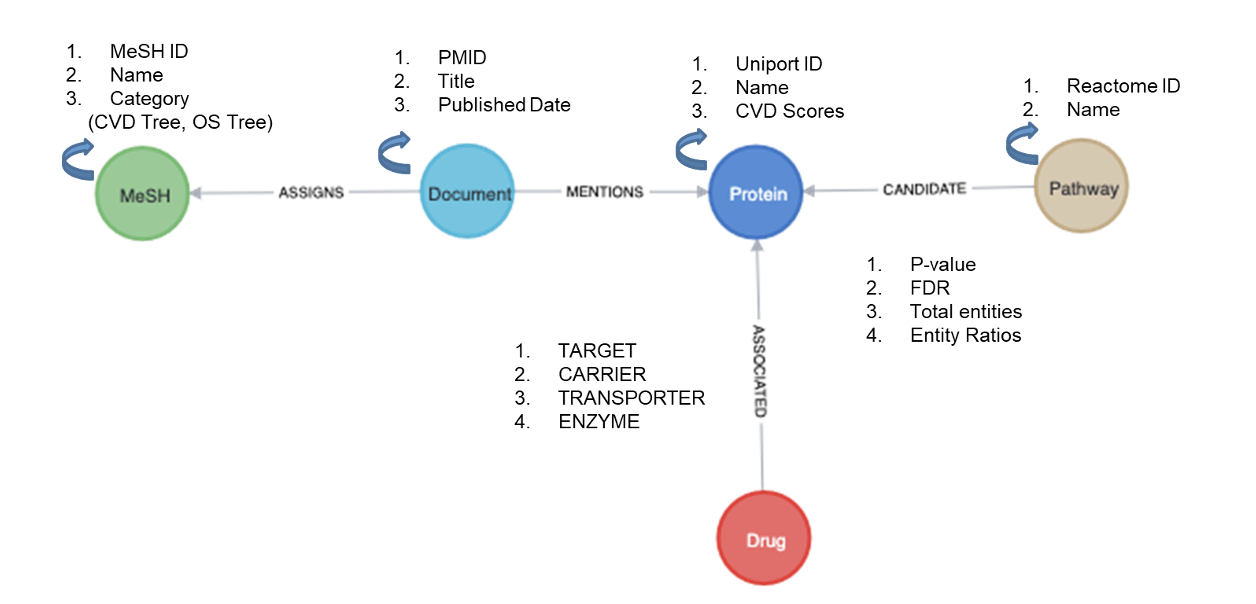 1. MeSH ID
2. Name
3. Category
(CVD Tree, OS Tree)
1. PMID
2. Title
3. Published Date
1. Uniport ID
2. Name
3. CVD Scores
1. Reactome ID
2. Name
MeSH
ASSIGNS
Document
MENTIONS
Protein
CANDIDATE
Pathway
1. P-value
2. FDR
3. Total entities
4. Entity Ratios
1. TARGET
2. CARRIER
3. TRANSPORTER
4. ENZYME
ASSOCIATED
Drug